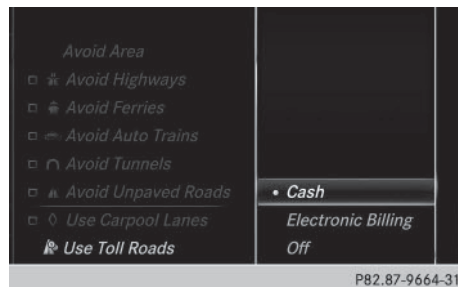 Avoid Area
Avoid Highways
Avoid Ferries
Avoid Auto Trains
Avoid Tunnels
Avoid Unpaved Roads
Use Carpool Lanes
Use Toll Roads
• Cash
Electronic Billing
Off
P82.87-9664-31